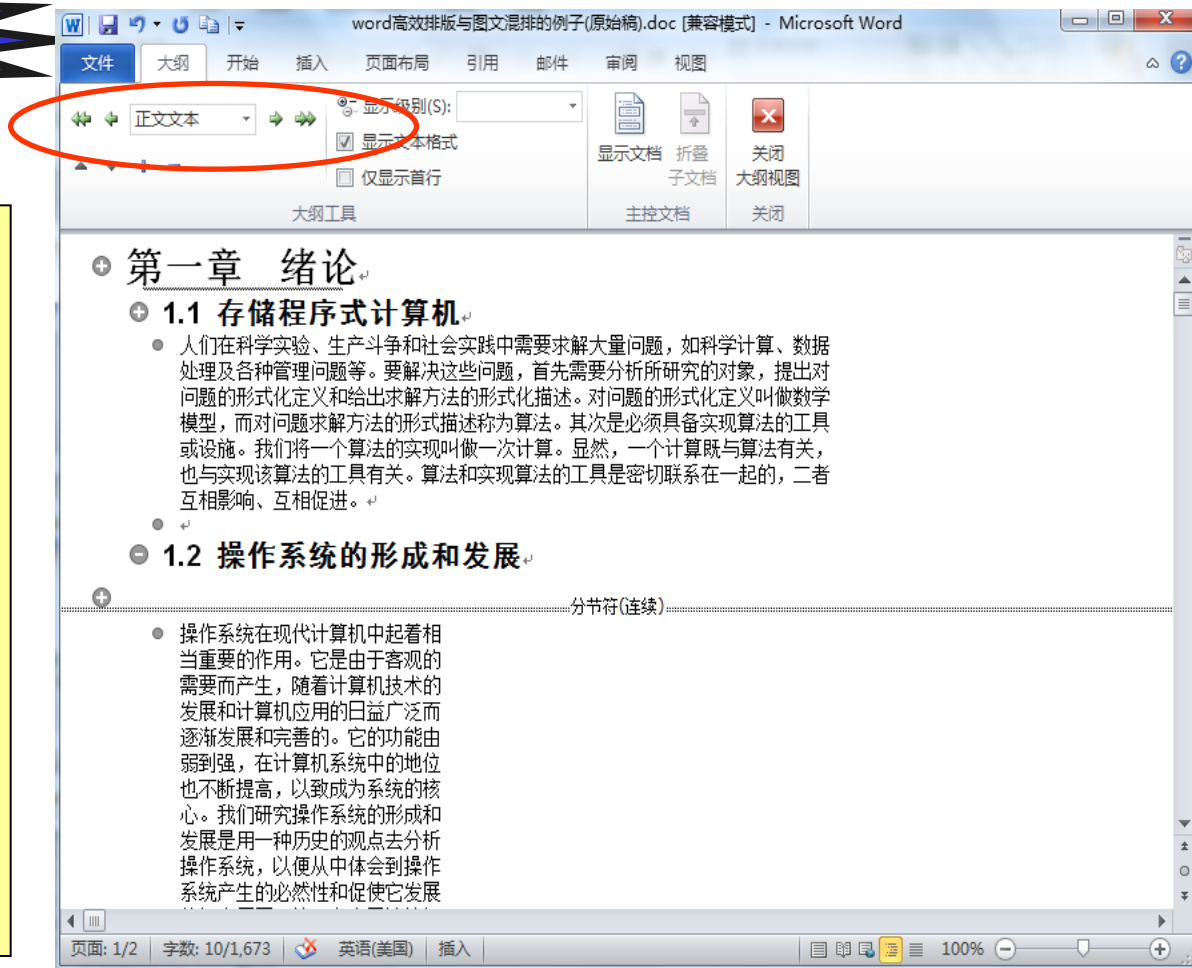 word高效排版与图文混排的例子(原始稿).doc [兼容模式] - Microsoft Word
文件 大纲 开始 插入 页面布局 引用 邮件 审阅 视图
正文文本
显示级别(S):
显示文本格式
仅显示首行
大纲工具
显示文档
折叠
子文档
主控文档
关闭
大纲视图
关闭
第一章 绪论
1.1 存储程序式计算机
人们在科学实验、生产斗争和社会实践中需要求解大量问题，如科学计算、数据
处理及各种管理问题等。要解决这些问题，首先需要分析所研究的对象，提出对
问题的形式化定义和给出求解方法的形式化描述。对问题的形式化定义叫做数学
模型，而对问题求解方法的形式描述称为算法。其次是必须具备实现算法的工具
或设施。我们将一个算法的实现叫做一次计算。显然，一个计算既与算法有关，
也与实现该算法的工具有关。算法和实现算法的工具是密切联系在一起的，二者
互相影响、互相促进。
1.2 操作系统的形成和发展
分节符(连续)
操作系统在现代计算机中起着相
当重要的作用。它是由于客观的
需要而产生，随着计算机技术的
发展和计算机应用的日益广泛而
逐渐发展和完善的。它的功能由
弱到强，在计算机系统中的地位
也不断提高，以致成为系统的核
心。我们研究操作系统的形成和
发展是用一种历史的观点去分析
操作系统，以便从中体会到操作
系统产生的必然性和促使它发展
页面: 1/2 字数: 10/1,673 英语(美国) 插入 100%